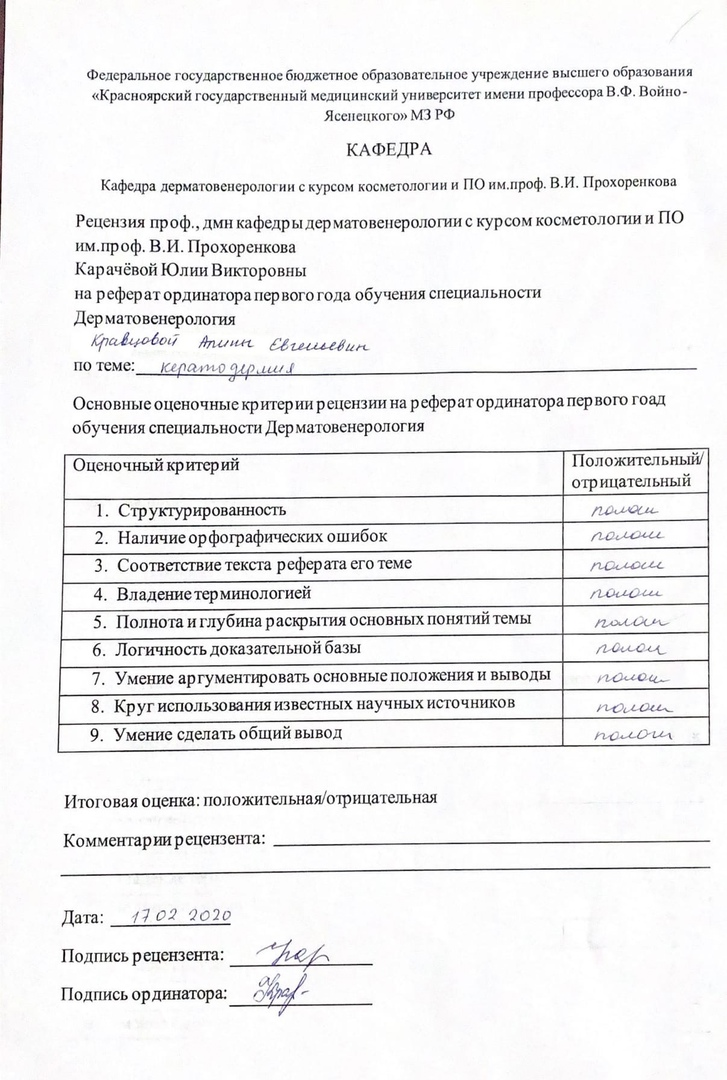 Федеральное государственное бюджетное образовательное учреждение высшего образования
«Красноярский государственный медицинский университет имени профессора В.Ф. Войно-
Ясенецкого» МЗ РФ
КАФЕДРА
Кафедра дерматовенерологии с курсом косметологии и ПО им.проф. В.И. Прохоренкова
Рецензия проф., дмн кафедры дерматовенерологии с курсом косметологии и ПО
им.проф. В.И. Прохоренкова
Карачёвой Юлии Викторовны
на реферат ординатора первого года обучения специальности
Дерматовенерология
Кравцовой
по теме: кератодермия
Основные оценочные критерии рецензии на реферат ординатора первого гоад
обучения специальности Дерматовенерология
Оценочный критерий Положительный/
отрицательный
1. Структурированность полож
2. Наличие орфографических ошибок полож
3. Соответствие текста реферата его теме полож
4. Владение терминологией полож
5. Полнота и глубина раскрытия основных понятий темы полож
6. Логичность доказательной базы полож
7. Умение аргументировать основные положения и выводы полож
8. Круг использования известных научных источников полож
9. Умение сделать общий вывод полож
Итоговая оценка: положительная/отрицательная
Комментарии рецензента:
Дата: 17 02 2020
Подпись рецензента:
Подпись ординатора: